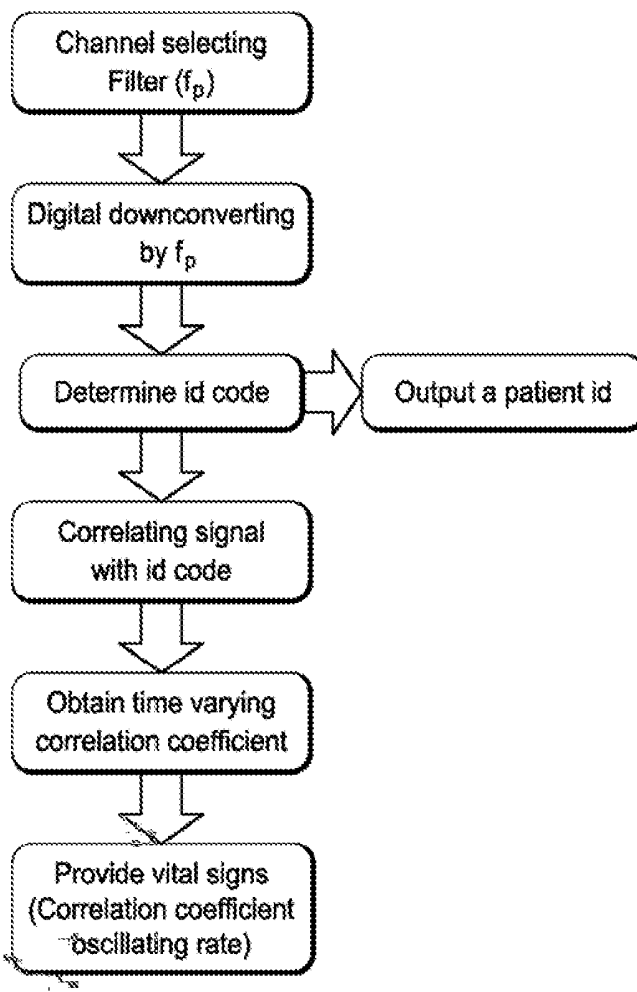 Channel selecting
Filter (fp)
Digital downconverting
by fp
Determine id code
Output a patient id
Correlating signal
with id code
Obtain time varying
correlation coefficient
Provide vital signs
(Correlation coefficient
oscillating rate)